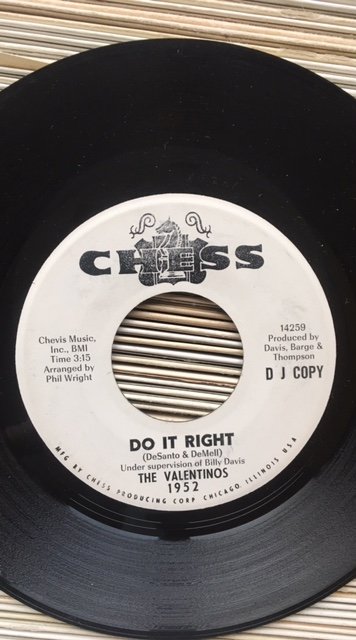 CHESS
Chevis Music,
Inc., BMI
Time 3:15
Arranged by
Phil Wright
14259
Produced by
Davis, Barge &
Thompson
D J COPY
DO IT RIGHT
(DeSanto & DeMell)
Under supervision of Billy Davis
THE VALENTINOS
1952
MFG BY CHESS PRODUCING CORP CHICAGO, ILLINOIS USA